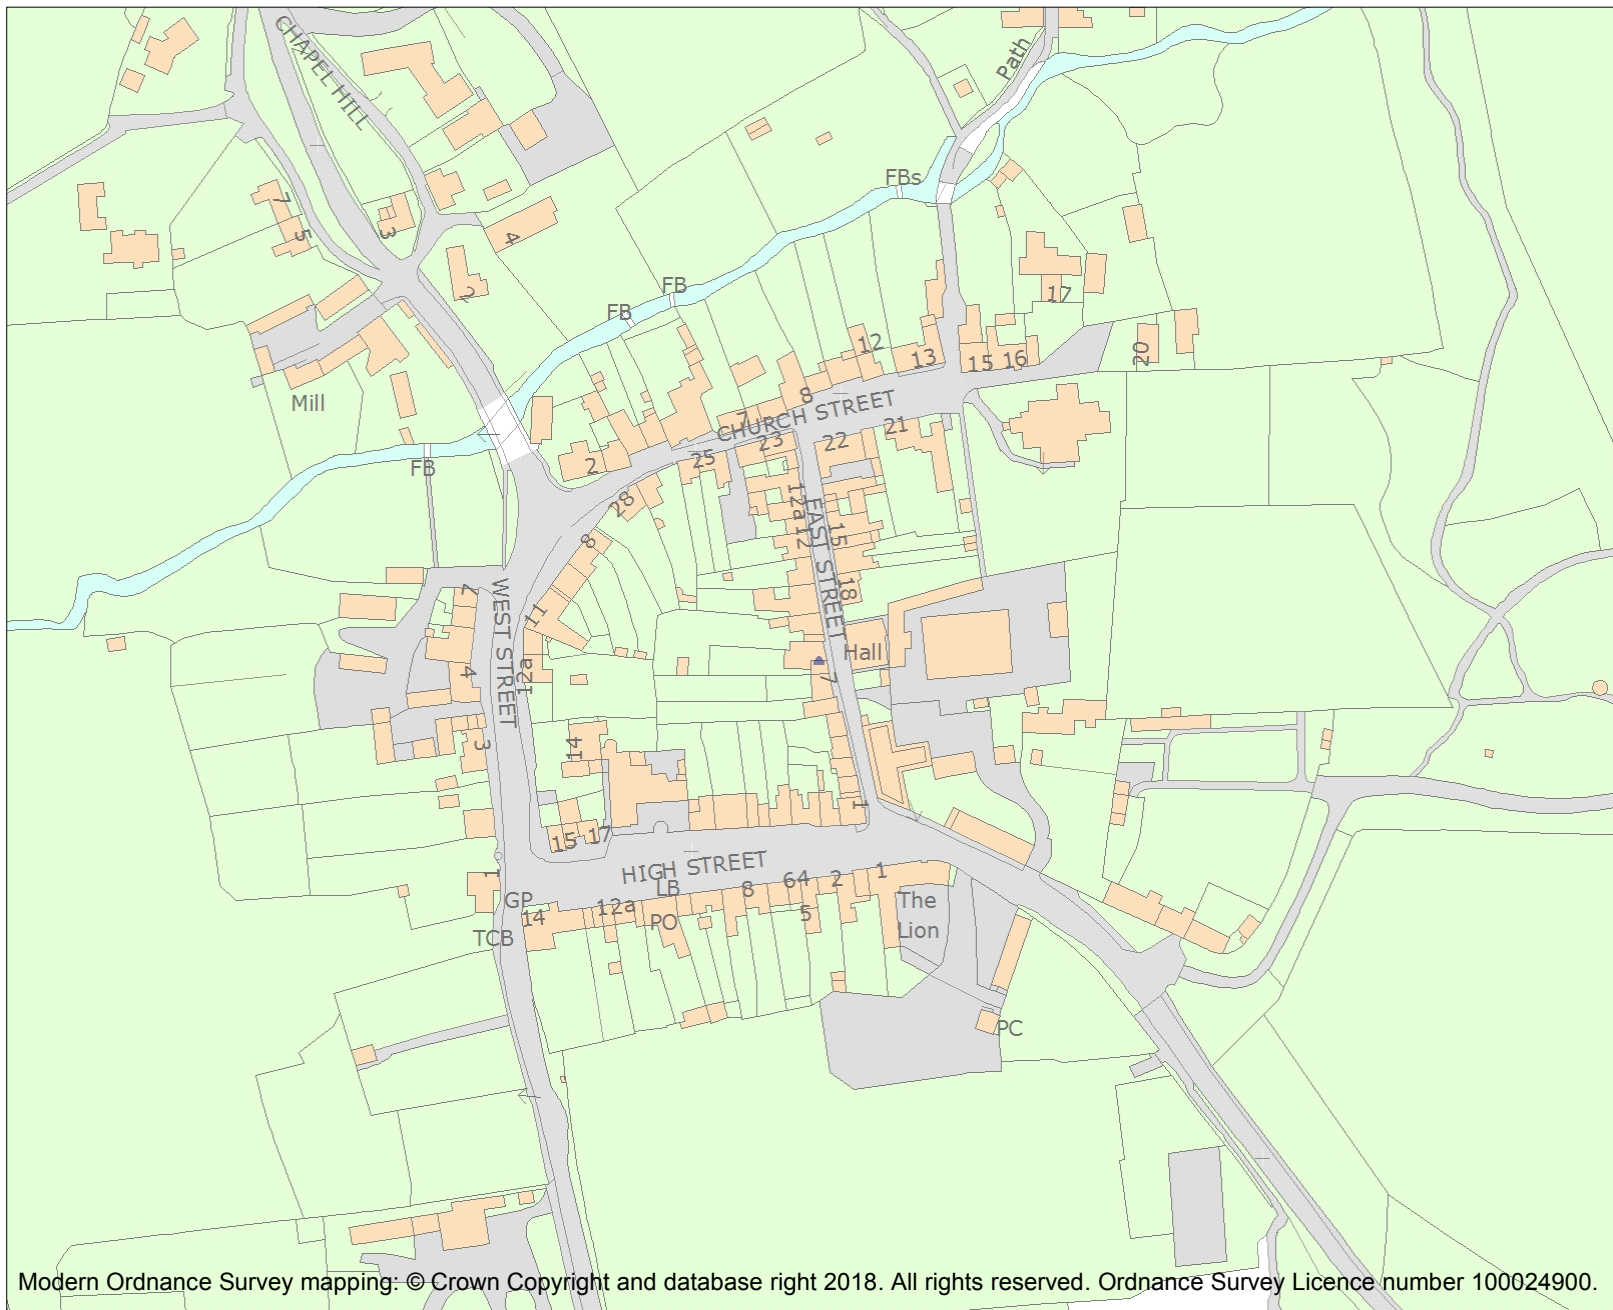 CHAPEL HILL
Path
FBs
7
5
3
4
2
FB
FB
17
12
13
15
16
20
Mill
8
7
CHURCH STREET
21
22
23
25
2
FB
28
12a
12
EAST STREET
15
18
8
7
WEST STREET
11
Hall
12a
4
7
3
14
1
15
17
HIGH STREET
1
LB
8
64
2
1
GP
12a
The
Lion
14
PO
5
TCB
PC
Modern Ordnance Survey mapping: © Crown Copyright and database right 2018. All rights reserved. Ordnance Survey Licence number 100024900.